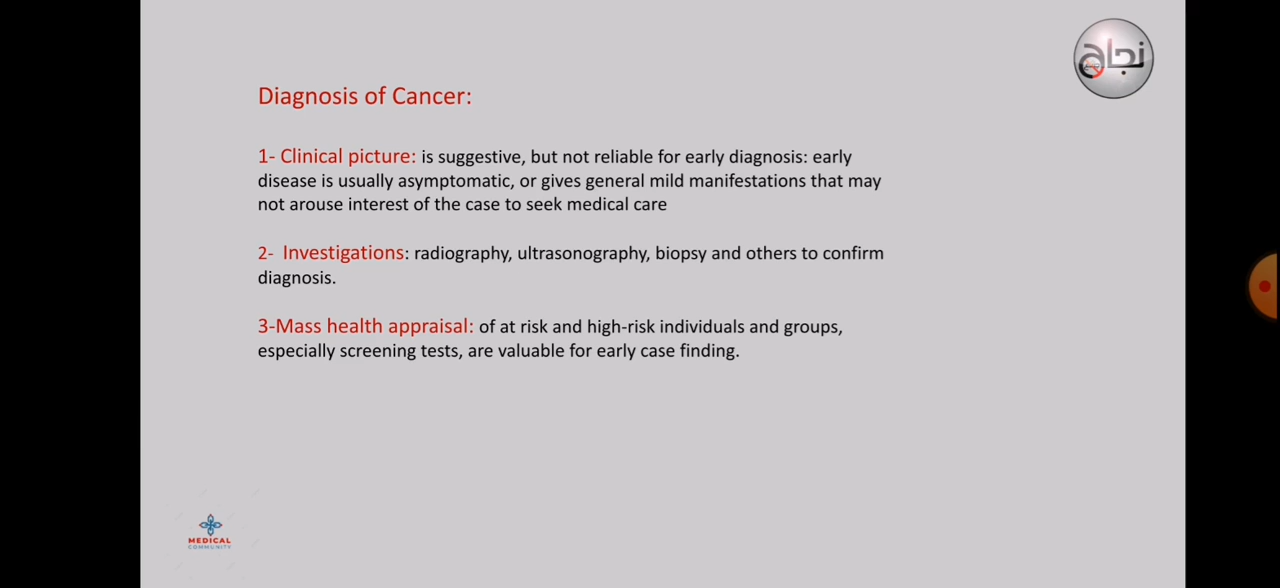 نجاح
Diagnosis of Cancer:
1- Clinical picture: is suggestive, but not reliable for early diagnosis: early
disease is usually asymptomatic, or gives general mild manifestations that may
not arouse interest of the case to seek medical care
2- Investigations: radiography, ultrasonography, biopsy and others to confirm
diagnosis.
3-Mass health appraisal: of at risk and high-risk individuals and groups,
especially screening tests, are valuable for early case finding.
MEDICAL
COMMUNITY